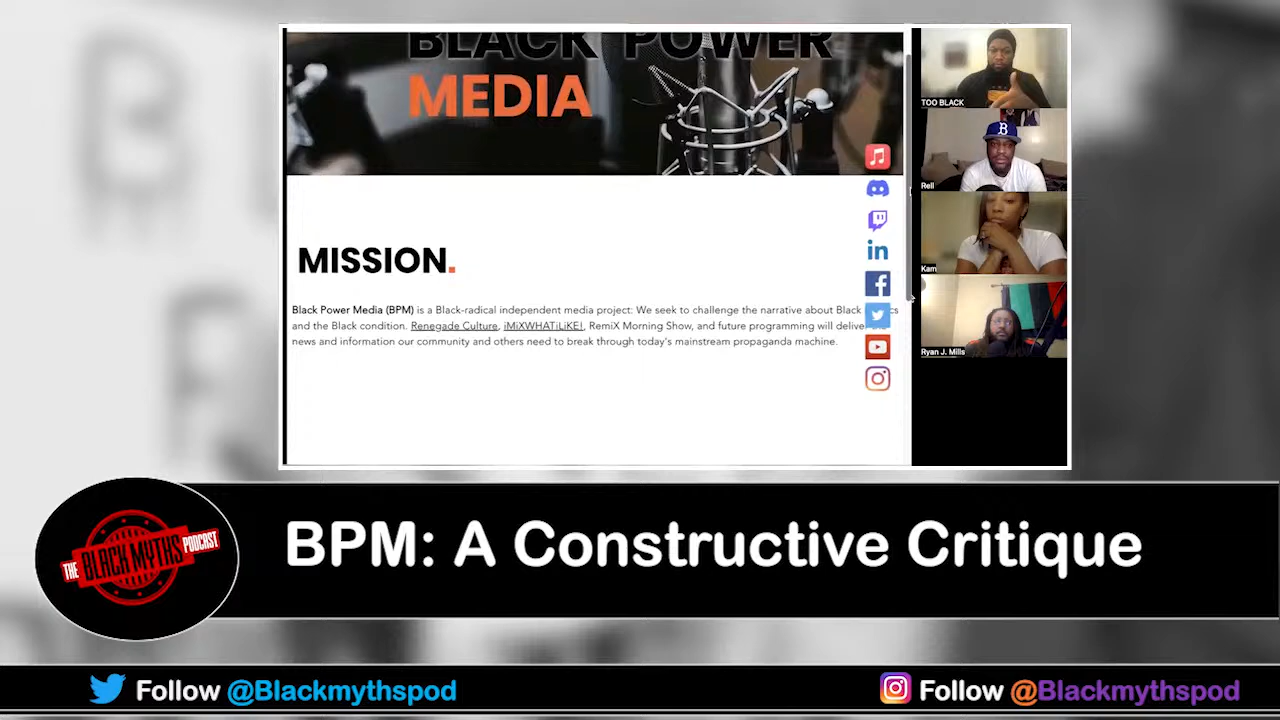 BLACK POWER
MEDIA
MISSION.
Black Power Media (BPM) is a Black-radical independent media project: We seek to challenge the narrative about Black
and the Black condition. Renegade Culture, iMiXWHATiLiKE!, RemiX Morning Show, and future programming will deliver
news and information our community and others need to break through today's mainstream propaganda machine.
in
TOO BLACK
B
Rell
Kam
Ryan J. Mills
THE BLACK MYTHS PODCAST
BPM: A Constructive Critique
Follow @Blackmythspod
Follow @Blackmythspod